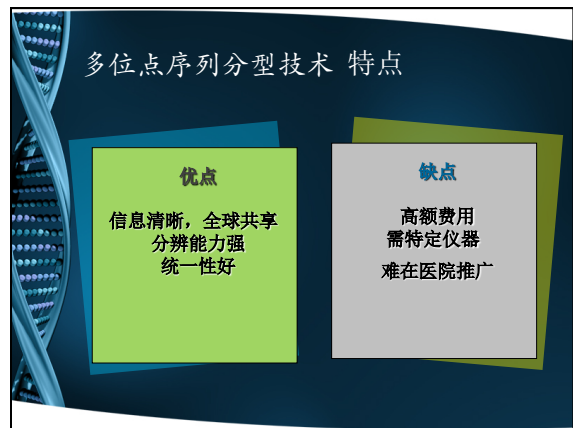 多位点序列分型技术 特点
优点
信息清晰，全球共享
分辨能力强
统一性好
缺点
高额费用
需特定仪器
难在医院推广